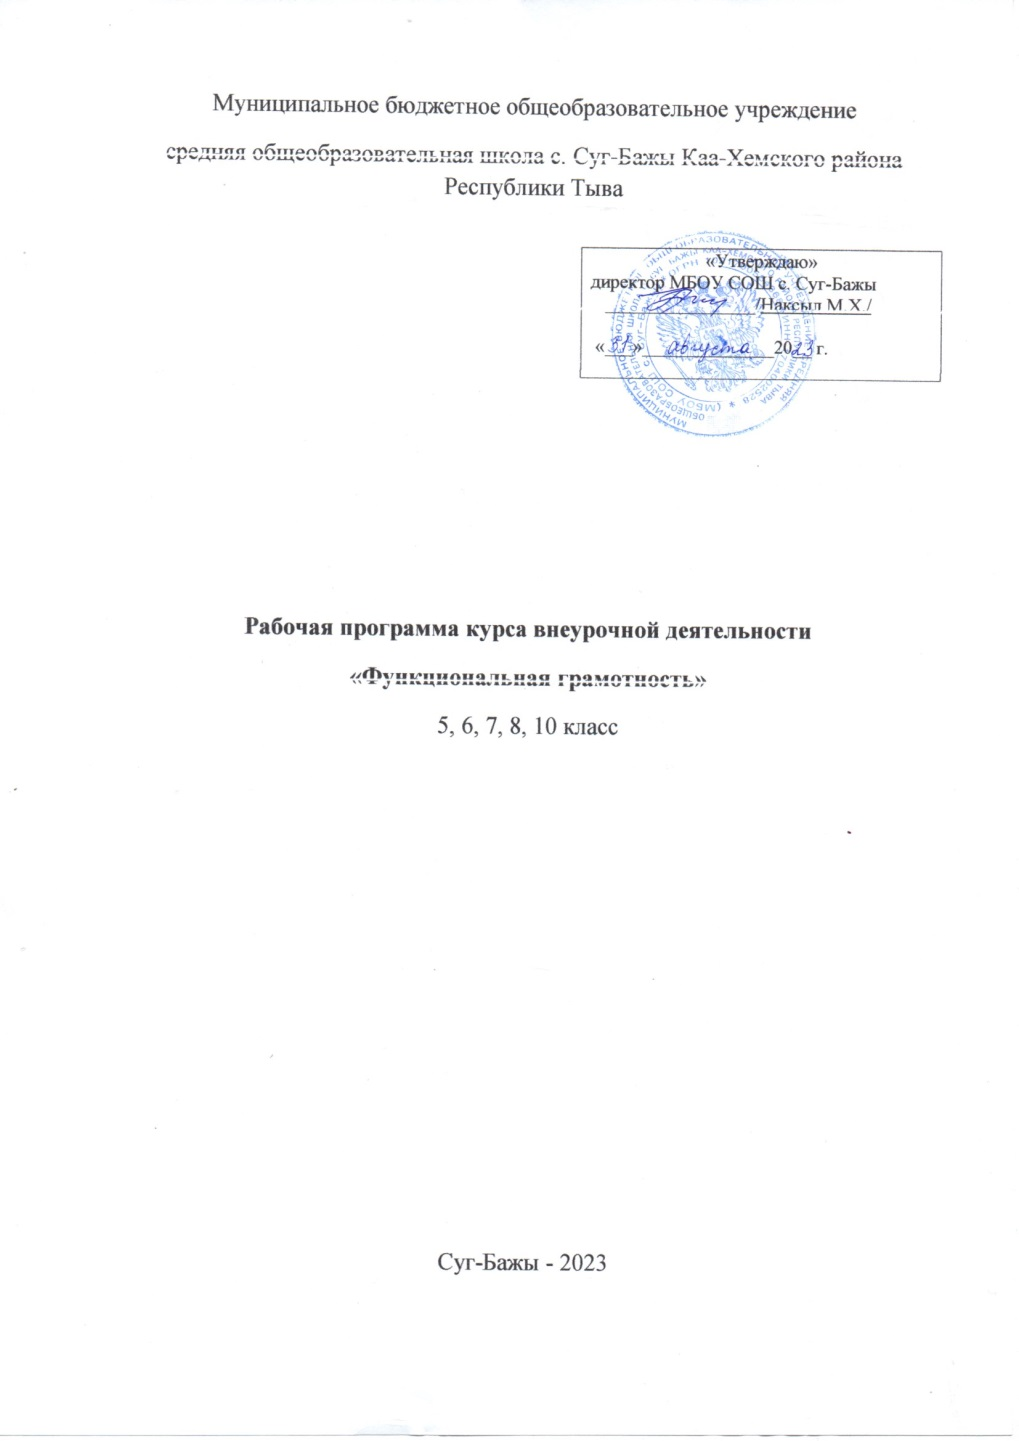 Муниципальное бюджетное общеобразовательное учреждение
средняя общеобразовательная школа с. Суг-Бажы Каа-Хемского района
Республики Тыва
«Утверждаю»
директор МБОУ СОШ с. Суг-Бажы
/Наксыл М.Х./
«31» августа 2023 г.
Рабочая программа курса внеурочной деятельности
«Функциональная грамотность»
5, 6, 7, 8, 10 класс
Суг-Бажы - 2023